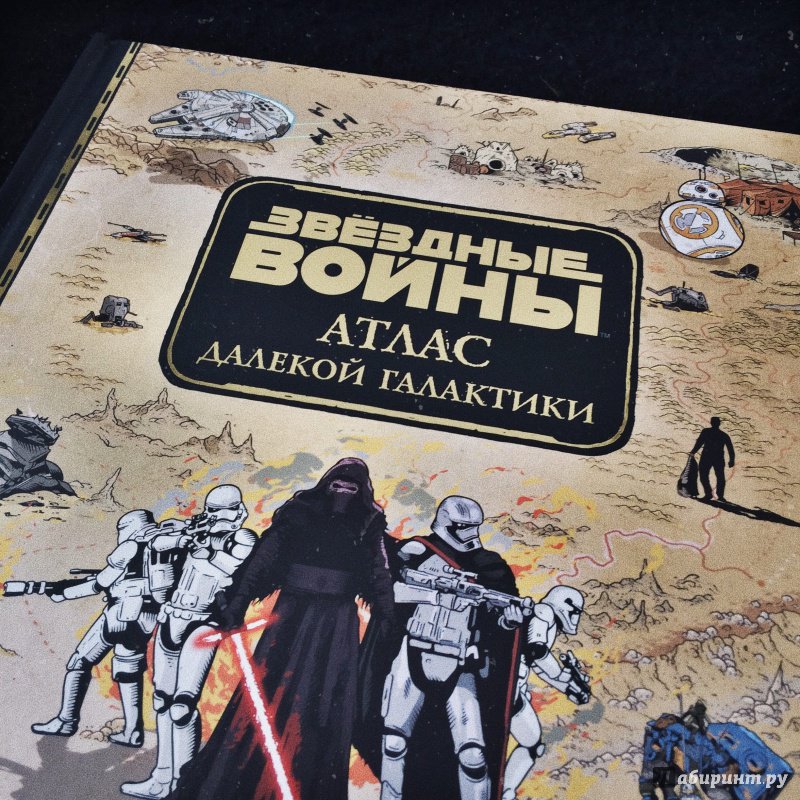 ЗВЁЗДНЫЕ
ВОЙНЫ
АТЛАС
ДАЛЕКОЙ ГАЛАКТИКИ
Лабиринт.ру